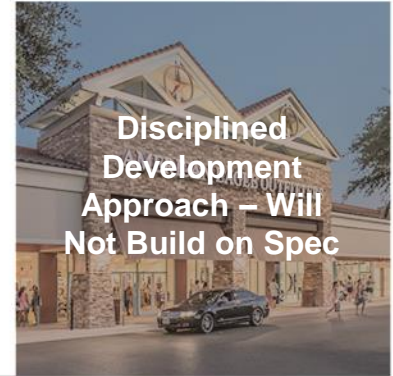 Disciplined
Development
Approach – Will
Not Build on Spec